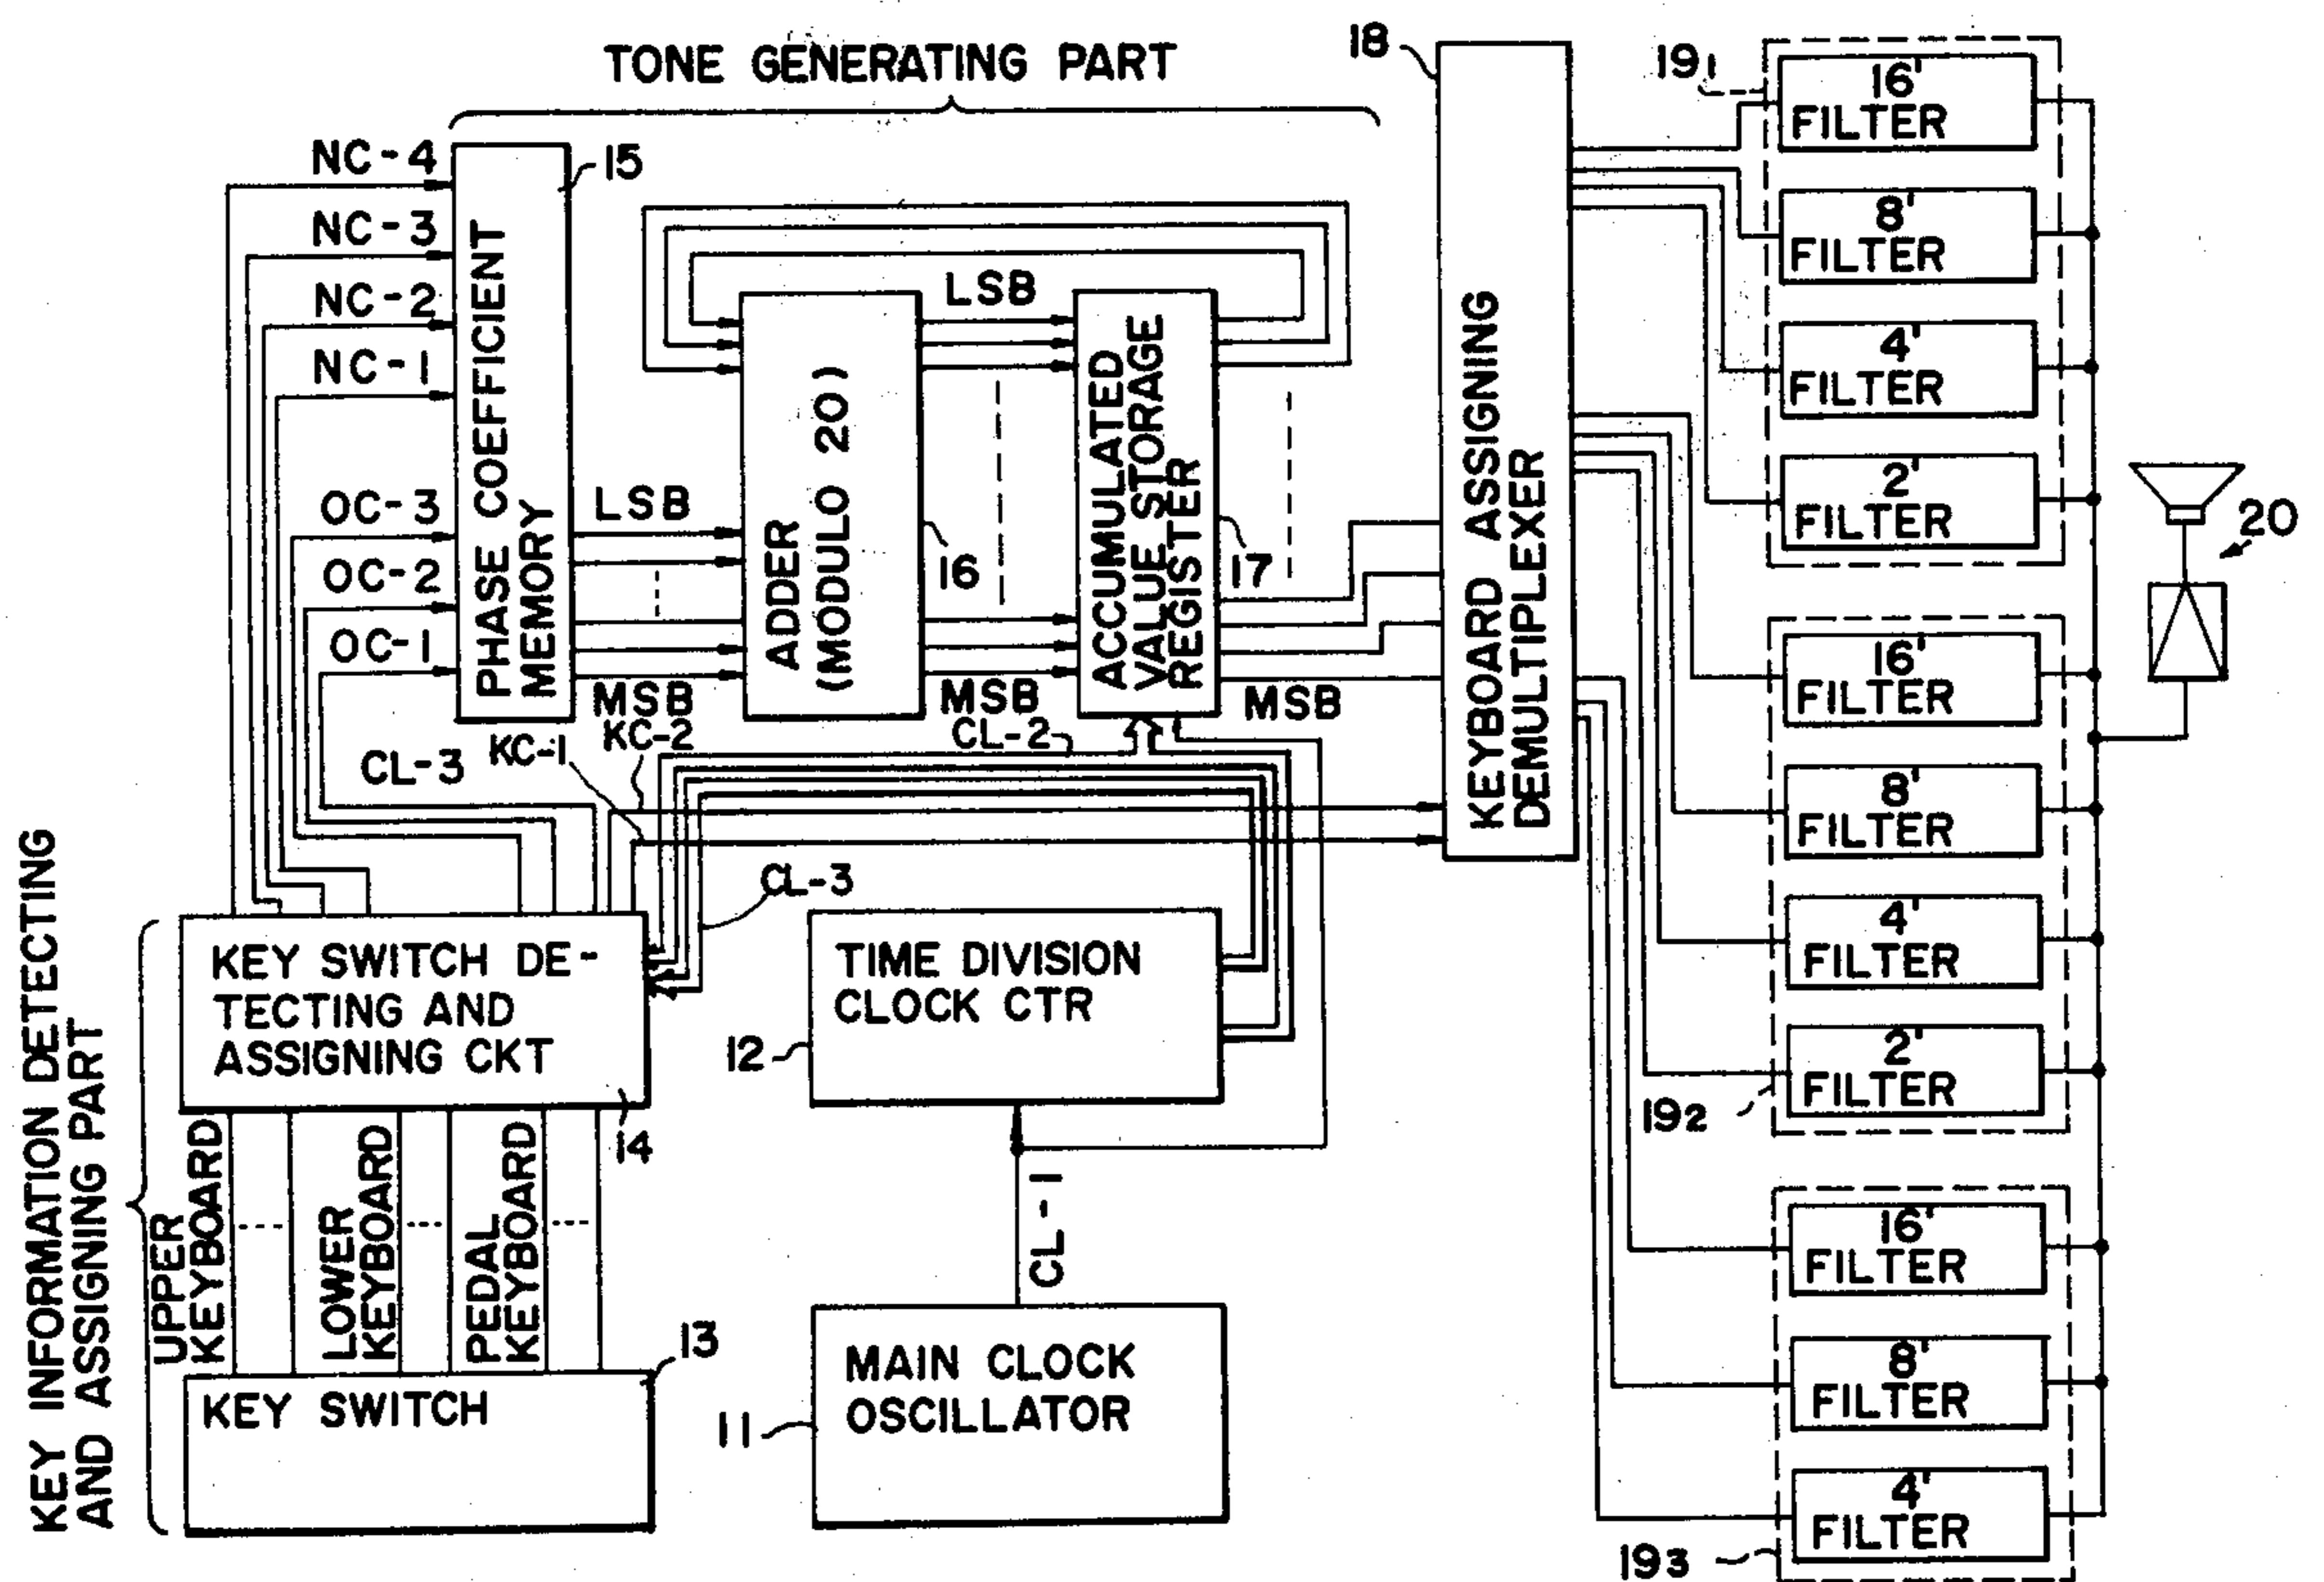 TONE GENERATING PART
18
19₁
16'
FILTER
8'
FILTER
4'
FILTER
2'
FILTER
NC-4
NC-3
NC-2
NC-1
OC-3
OC-2
OC-1
15
PHASE COEFFICIENT
MEMORY
LSB
MSB
ADDER
(MODULO 20)
16
LSB
MSB
ACCUMULATED
VALUE STORAGE
REGISTER
17
MSB
KEYBOARD ASSIGNING
DEMULTIPLEXER
20
16'
FILTER
8'
FILTER
4'
FILTER
2'
FILTER
19₂
CL-3
KC-1
KC-2
CL-2
CL-3
KEY INFORMATION DETECTING
AND ASSIGNING PART
KEY SWITCH DE-
TECTING AND
ASSIGNING CKT
14
TIME DIVISION
CLOCK CTR
12
UPPER
KEYBOARD
LOWER
KEYBOARD
PEDAL
KEYBOARD
CL-1
13
KEY SWITCH
MAIN CLOCK
OSCILLATOR
11
16'
FILTER
8'
FILTER
4'
FILTER
19₃